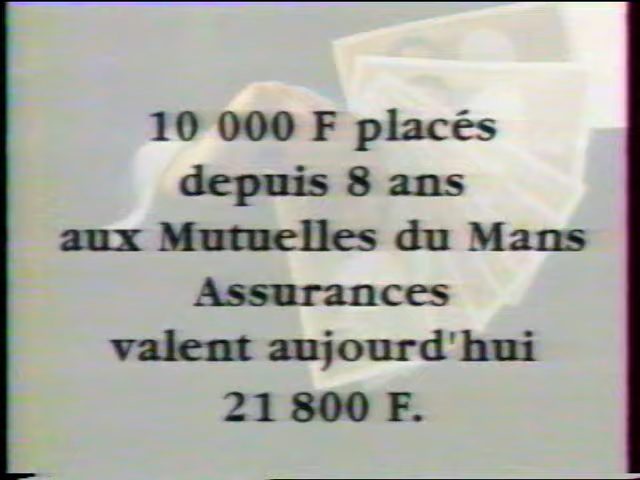 10 000 F placés
depuis 8 ans
aux Mutuelles du Mans
Assurances
valent aujourd'hui
21 800 F.